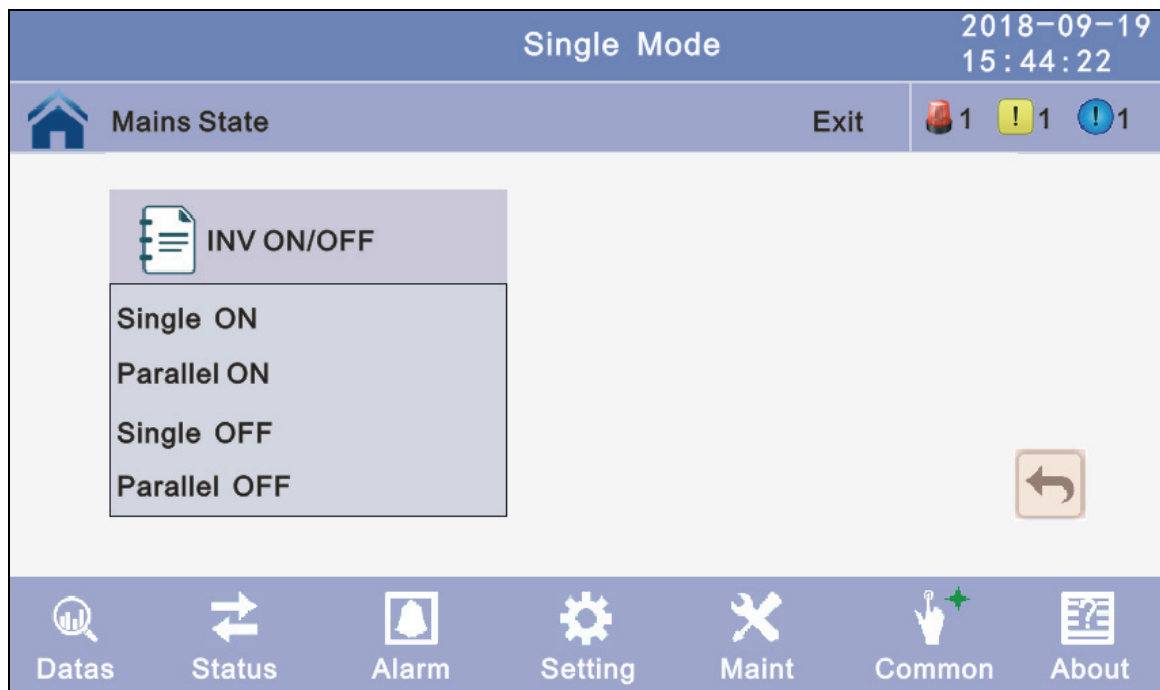 Single Mode
2018-09-19
15:44:22
Mains State Exit 1 ! 1 ! 1
INV ON/OFF
Single ON
Parallel ON
Single OFF
Parallel OFF
Datas Status Alarm Setting Maint Common About